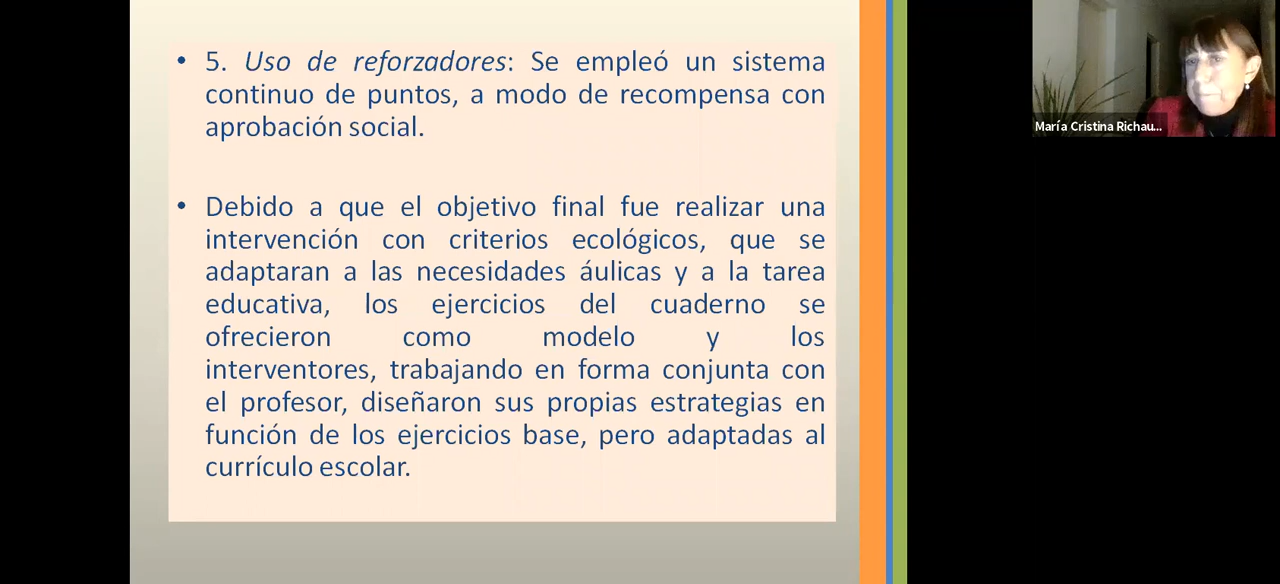 • 5. Uso de reforzadores: Se empleó un sistema
continuo de puntos, a modo de recompensa con
aprobación social.
• Debido a que el objetivo final fue realizar una
intervención con criterios ecológicos, que se
adaptaran a las necesidades áulicas y a la tarea
educativa, los ejercicios del cuaderno se
ofrecieron como modelo y los
interventores, trabajando en forma conjunta con
el profesor, diseñaron sus propias estrategias en
función de los ejercicios base, pero adaptadas al
currículo escolar.
María Cristina Richau...